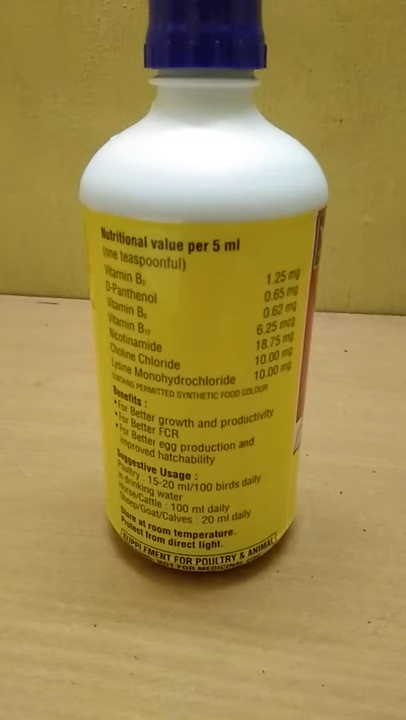 Nutritional value per 5 ml
(one teaspoonful)
Vitamin B₂ 1.25 mg
D-Panthenol 0.65 mg
Vitamin B₆ 0.62 mg
Vitamin B₁₂ 6.25 mcg
Nicotinamide 18.75 mg
Choline Chloride 10.00 mg
Lysine Monohydrochloride 10.00 mg
CONTAINS PERMITTED SYNTHETIC FOOD COLOUR
Benefits :
• For Better growth and productivity
• For Better FCR
• For Better egg production and
improved hatchability
Suggestive Usage :
Poultry : 15-20 ml/100 birds daily
in drinking water
Horse/Cattle : 100 ml daily
Sheep/Goat/Calves : 20 ml daily
Store at room temperature.
Protect from direct light.
SUPPLEMENT FOR POULTRY & ANIMAL
NOT FOR MEDICINAL